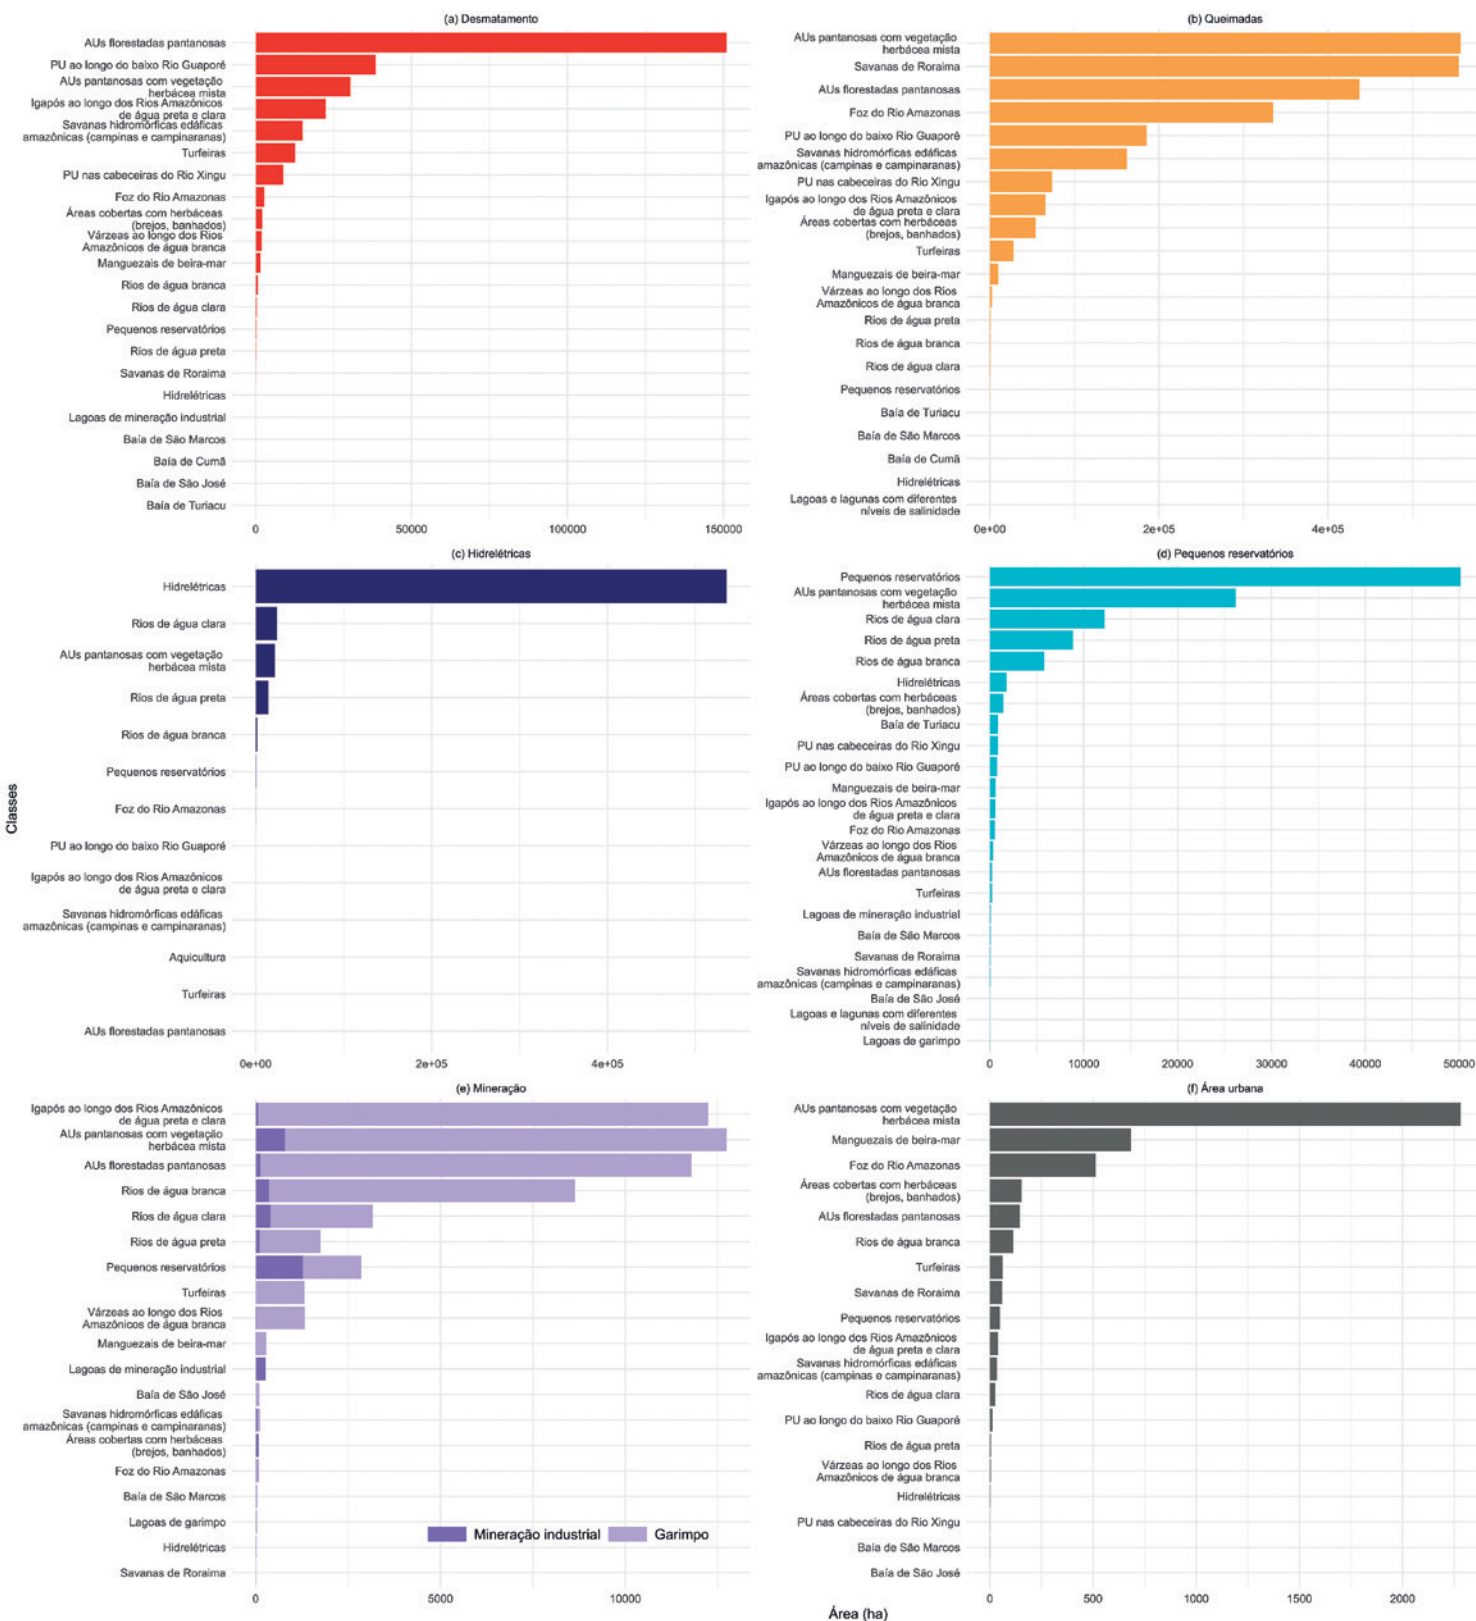 (a) Desmatamento
AUs florestadas pantanosas
PU ao longo do baixo Rio Guaporé
AUs pantanosas com vegetação
herbácea mista
Igapós ao longo dos Rios Amazônicos
de água preta e clara
Savanas hidromórficas edáficas
amazônicas (campinas e campinaranas)
Turfeiras
PU nas cabeceiras do Rio Xingu
Foz do Rio Amazonas
Áreas cobertas com herbáceas
(brejos, banhados)
Várzeas ao longo dos Rios
Amazônicos de água branca
Manguezais de beira-mar
Rios de água branca
Rios de água clara
Pequenos reservatórios
Rios de água preta
Savanas de Roraima
Hidrelétricas
Lagoas de mineração industrial
Baía de São Marcos
Baía de Cumã
Baía de São José
Baía de Turiacu
0 50000 100000 150000
(b) Queimadas
AUs pantanosas com vegetação
herbácea mista
Savanas de Roraima
AUs florestadas pantanosas
Foz do Rio Amazonas
PU ao longo do baixo Rio Guaporé
Savanas hidromórficas edáficas
amazônicas (campinas e campinaranas)
PU nas cabeceiras do Rio Xingu
Igapós ao longo dos Rios Amazônicos
de água preta e clara
Áreas cobertas com herbáceas
(brejos, banhados)
Turfeiras
Manguezais de beira-mar
Várzeas ao longo dos Rios
Amazônicos de água branca
Rios de água preta
Rios de água branca
Rios de água clara
Pequenos reservatórios
Baía de Turiacu
Baía de São Marcos
Baía de Cumã
Hidrelétricas
Lagoas e lagunas com diferentes
níveis de salinidade
0e+00 2e+05 4e+05
Classes
(c) Hidrelétricas
Hidrelétricas
Rios de água clara
AUs pantanosas com vegetação
herbácea mista
Rios de água preta
Rios de água branca
Pequenos reservatórios
Foz do Rio Amazonas
PU ao longo do baixo Rio Guaporé
Igapós ao longo dos Rios Amazônicos
de água preta e clara
Savanas hidromórficas edáficas
amazônicas (campinas e campinaranas)
Aquicultura
Turfeiras
AUs florestadas pantanosas
0e+00 2e+05 4e+05
(d) Pequenos reservatórios
Pequenos reservatórios
AUs pantanosas com vegetação
herbácea mista
Rios de água clara
Rios de água preta
Rios de água branca
Hidrelétricas
Áreas cobertas com herbáceas
(brejos, banhados)
Baía de Turiacu
PU nas cabeceiras do Rio Xingu
PU ao longo do baixo Rio Guaporé
Manguezais de beira-mar
Igapós ao longo dos Rios Amazônicos
de água preta e clara
Foz do Rio Amazonas
Várzeas ao longo dos Rios
Amazônicos de água branca
AUs florestadas pantanosas
Turfeiras
Lagoas de mineração industrial
Baía de São Marcos
Savanas de Roraima
Savanas hidromórficas edáficas
amazônicas (campinas e campinaranas)
Baía de São José
Lagoas e lagunas com diferentes
níveis de salinidade
Lagoas de garimpo
0 10000 20000 30000 40000 50000
(e) Mineração
Igapós ao longo dos Rios Amazônicos
de água preta e clara
AUs pantanosas com vegetação
herbácea mista
AUs florestadas pantanosas
Rios de água branca
Rios de água clara
Rios de água preta
Pequenos reservatórios
Turfeiras
Várzeas ao longo dos Rios
Amazônicos de água branca
Manguezais de beira-mar
Lagoas de mineração industrial
Baía de São José
Savanas hidromórficas edáficas
amazônicas (campinas e campinaranas)
Áreas cobertas com herbáceas
(brejos, banhados)
Foz do Rio Amazonas
Baía de São Marcos
Lagoas de garimpo
Hidrelétricas
Savanas de Roraima
Mineração industrial Garimpo
0 5000 10000
(f) Área urbana
AUs pantanosas com vegetação
herbácea mista
Manguezais de beira-mar
Foz do Rio Amazonas
Áreas cobertas com herbáceas
(brejos, banhados)
AUs florestadas pantanosas
Rios de água branca
Turfeiras
Savanas de Roraima
Pequenos reservatórios
Igapós ao longo dos Rios Amazônicos
de água preta e clara
Savanas hidromórficas edáficas
amazônicas (campinas e campinaranas)
Rios de água clara
PU ao longo do baixo Rio Guaporé
Rios de água preta
Várzeas ao longo dos Rios
Amazônicos de água branca
Hidrelétricas
PU nas cabeceiras do Rio Xingu
Baía de São Marcos
Baía de São José
0 500 1000 1500 2000
Área (ha)